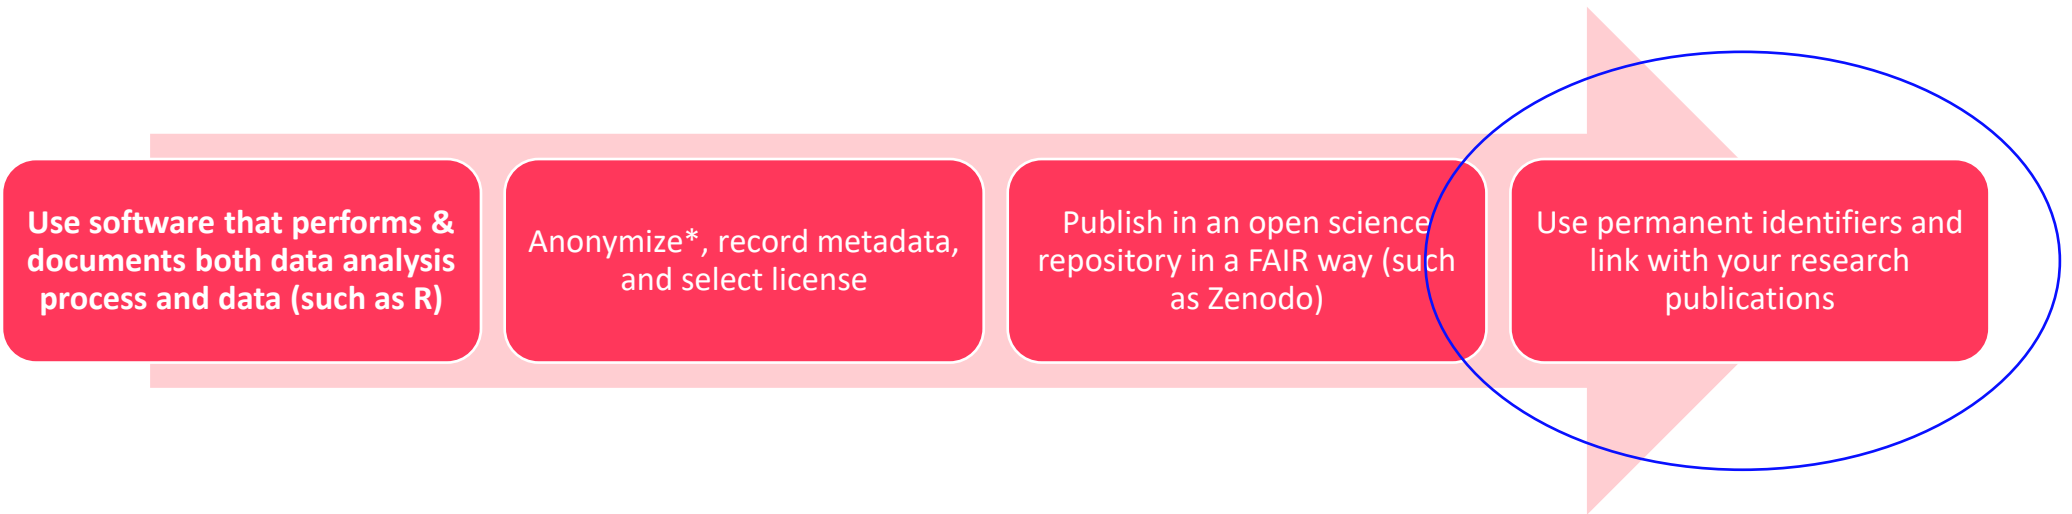 Use software that performs &
documents both data analysis
process and data (such as R)
Anonymize*, record metadata,
and select license
Publish in an open science
repository in a FAIR way (such
as Zenodo)
Use permanent identifiers and
link with your research
publications